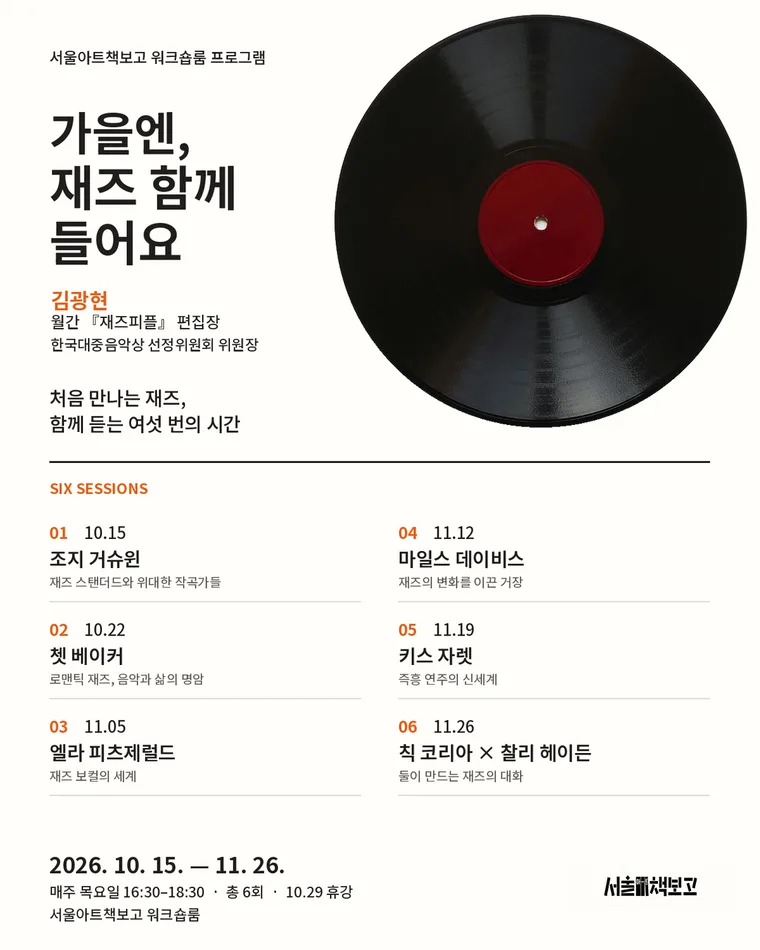 서울아트책보고 워크숍룸 프로그램
가을엔,
재즈 함께
들어요
김광현
월간 『재즈피플』 편집장
한국대중음악상 선정위원회 위원장
처음 만나는 재즈,
함께 듣는 여섯 번의 시간
SIX SESSIONS
01 10.15
조지 거슈윈
재즈 스탠더드와 위대한 작곡가들
02 10.22
쳇 베이커
로맨틱 재즈, 음악과 삶의 명암
03 11.05
엘라 피츠제럴드
재즈 보컬의 세계
04 11.12
마일스 데이비스
재즈의 변화를 이끈 거장
05 11.19
키스 자렛
즉흥 연주의 신세계
06 11.26
칙 코리아 × 찰리 헤이든
둘이 만드는 재즈의 대화
2026. 10. 15. — 11. 26.
매주 목요일 16:30–18:30 · 총 6회 · 10.29 휴강
서울아트책보고 워크숍룸
서울 책보고